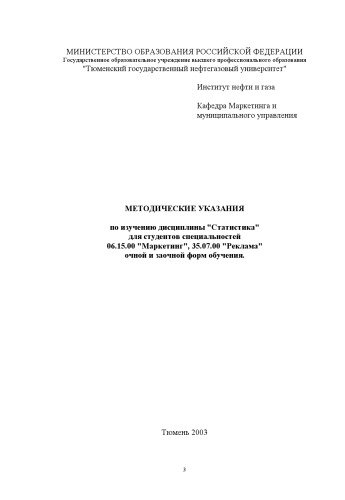 МИНИСТЕРСТВО ОБРАЗОВАНИЯ РОССИЙСКОЙ ФЕДЕРАЦИИ
Государственное образовательное учреждение высшего профессионального образования
"Тюменский государственный нефтегазовый университет"
Институт нефти и газа
Кафедра Маркетинга и
муниципального управления
МЕТОДИЧЕСКИЕ УКАЗАНИЯ
по изучению дисциплины "Статистика"
для студентов специальностей
06.15.00 "Маркетинг", 35.07.00 "Реклама"
очной и заочной форм обучения.
Тюмень 2003
3